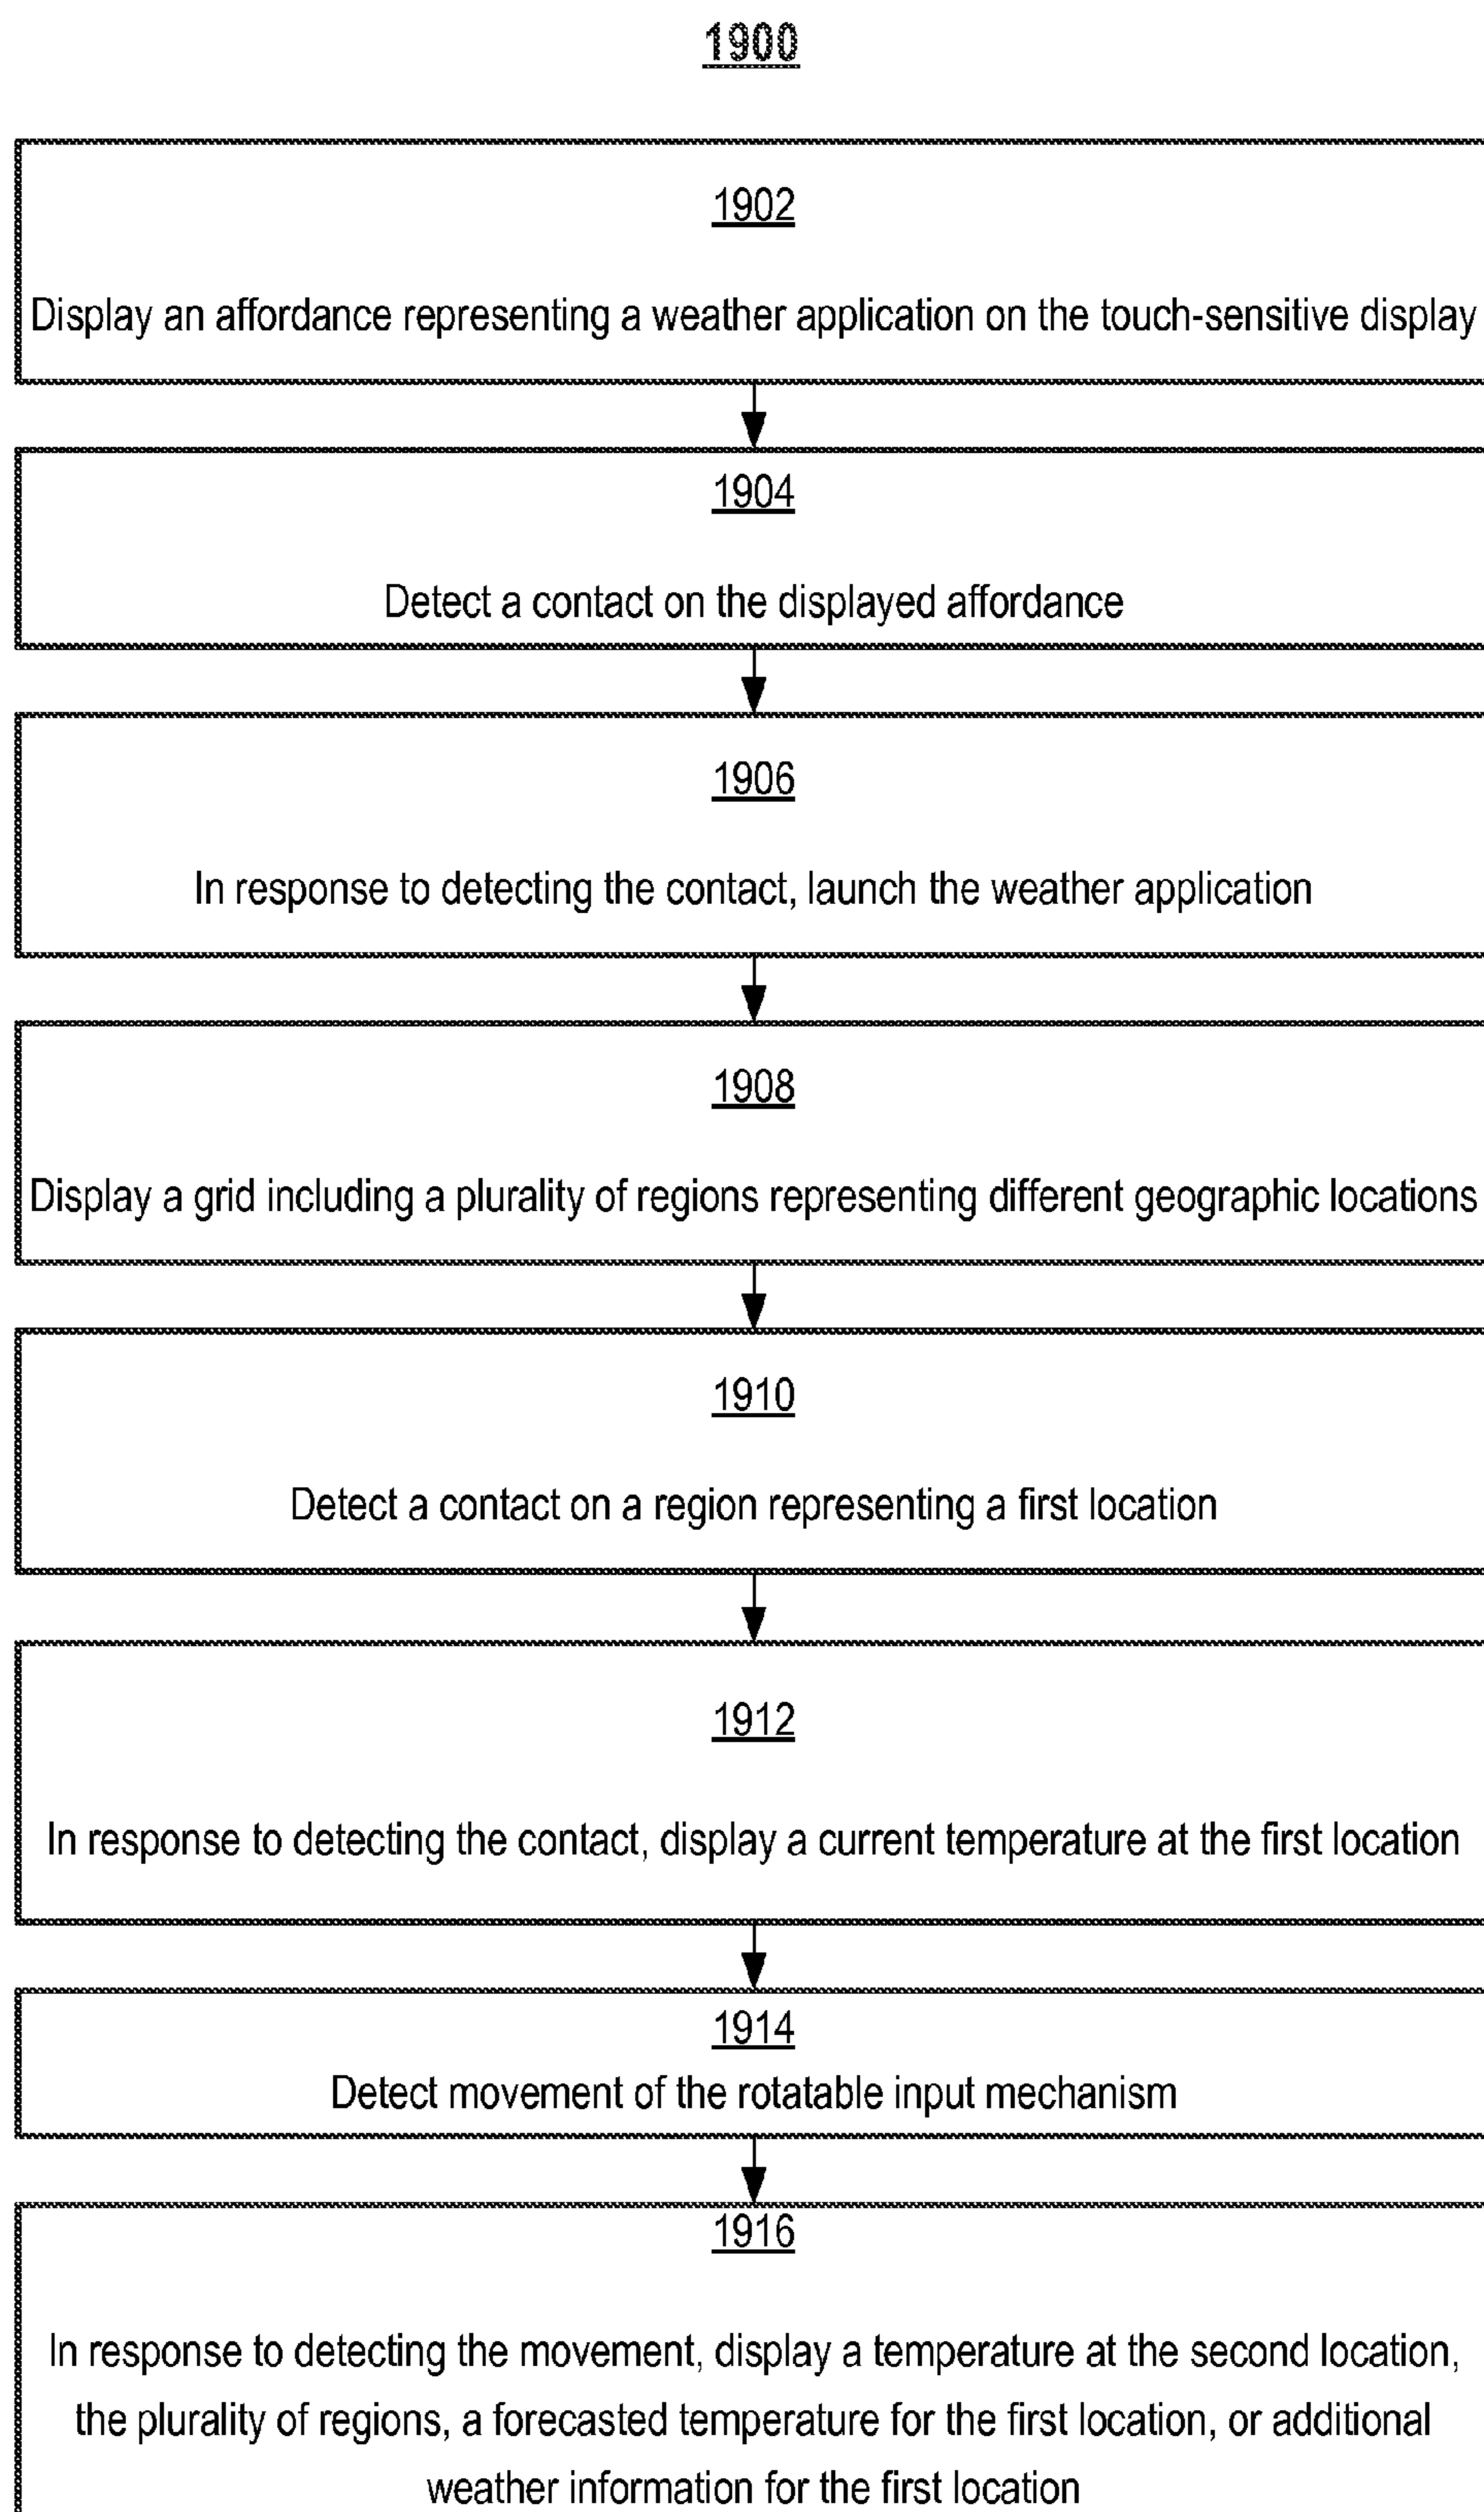 1900
1902
Display an affordance representing a weather application on the touch-sensitive display
1904
Detect a contact on the displayed affordance
1906
In response to detecting the contact, launch the weather application
1908
Display a grid including a plurality of regions representing different geographic locations
1910
Detect a contact on a region representing a first location
1912
In response to detecting the contact, display a current temperature at the first location
1914
Detect movement of the rotatable input mechanism
1916
In response to detecting the movement, display a temperature at the second location,
the plurality of regions, a forecasted temperature for the first location, or additional
weather information for the first location